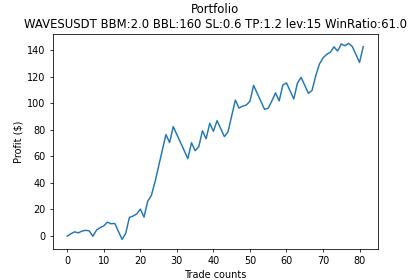 Portfolio
WAVESUSDT BBM:2.0 BBL:160 SL:0.6 TP:1.2 lev:15 WinRatio:61.0
140
120
100
80
60
40
20
0
Profit ($)
0 10 20 30 40 50 60 70 80
Trade counts